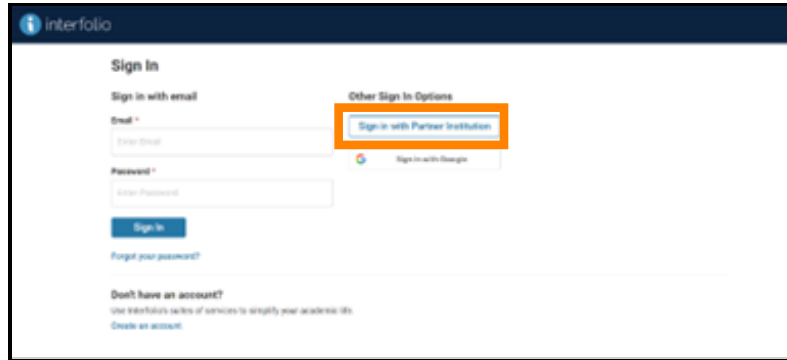 interfolio
Sign In
Sign in with email
Email *
Enter Email
Password *
Enter Password
Sign In
Forgot your password?
Other Sign In Options
Sign in with Partner Institution
Sign in with Google
Don't have an account?
Use Interfolio's suites of services to simplify your academic life.
Create an account.